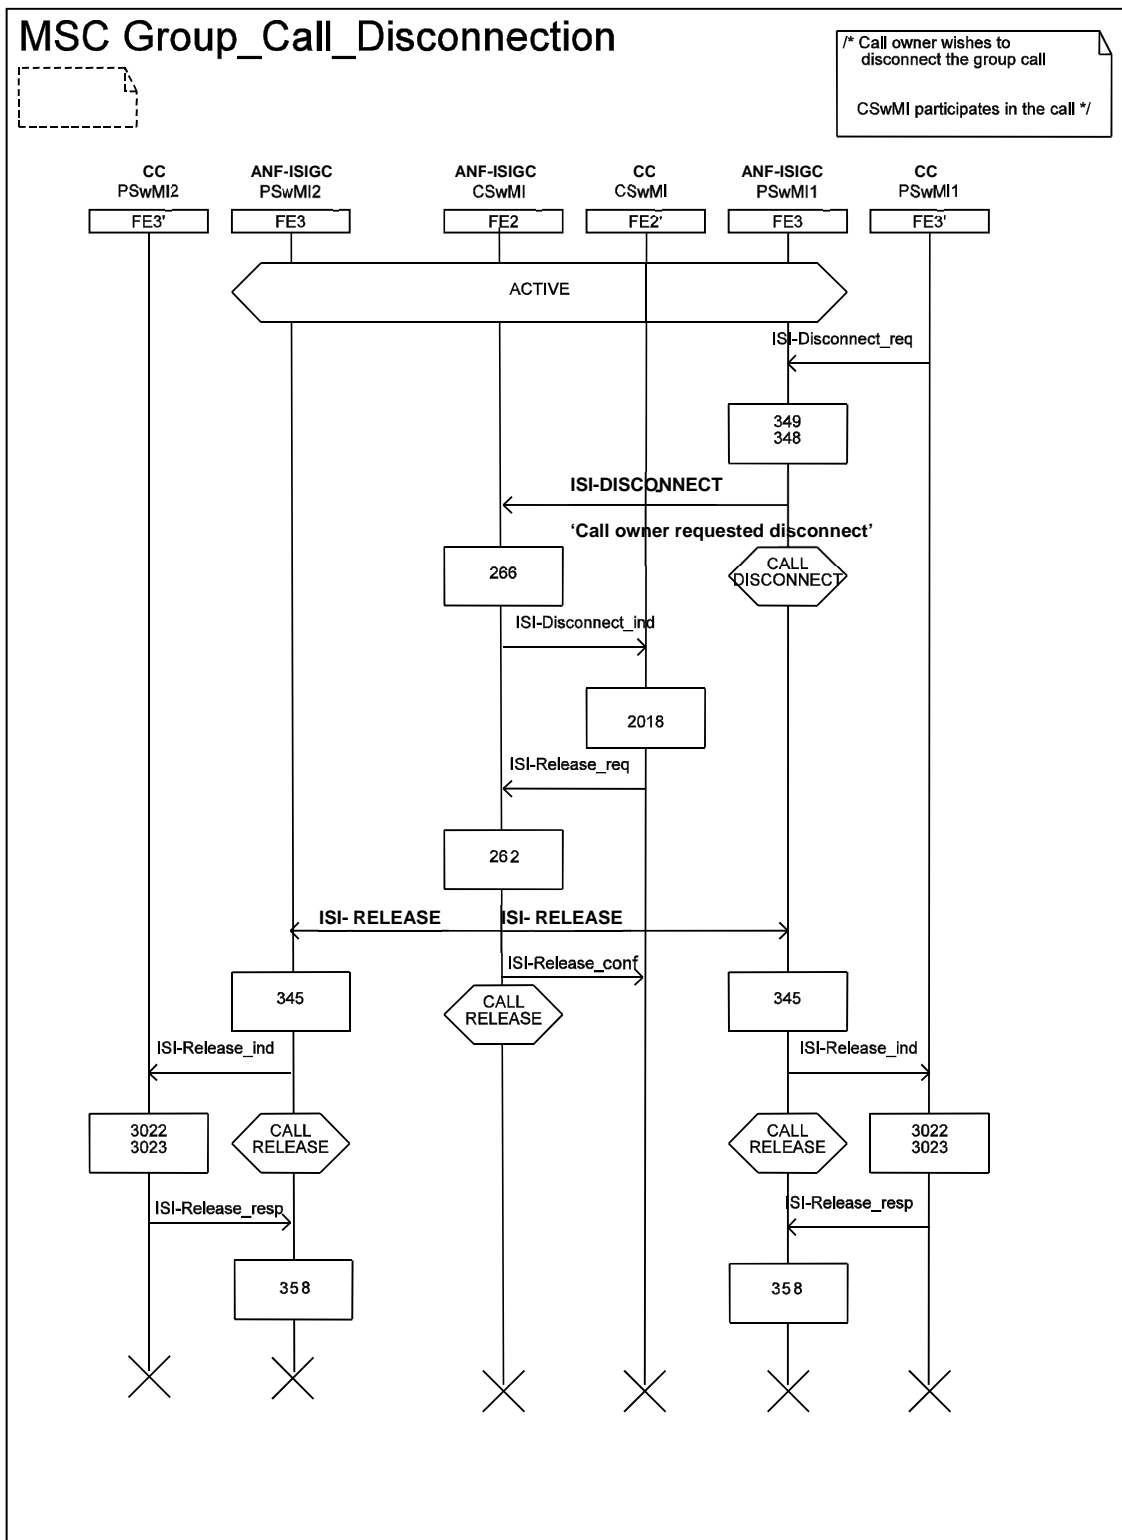 MSC Group_Call_Disconnection
/* Call owner wishes to
disconnect the group call
CSwMI participates in the call */
CC
PSwMI2
FE3'
ANF-ISIGC
PSwMI2
FE3
ANF-ISIGC
CSwMI
FE2
CC
CSwMI
FE2'
ANF-ISIGC
PSwMI1
FE3
CC
PSwMI1
FE3'
ACTIVE
ISI-Disconnect_req
349
348
ISI-DISCONNECT
‘Call owner requested disconnect’
266
CALL
DISCONNECT
ISI-Disconnect_ind
2018
ISI-Release_req
262
ISI- RELEASE
ISI- RELEASE
ISI-Release_conf
345
CALL
RELEASE
345
ISI-Release_ind
ISI-Release_ind
3022
3023
CALL
RELEASE
CALL
RELEASE
3022
3023
ISI-Release_resp
ISI-Release_resp
358
358